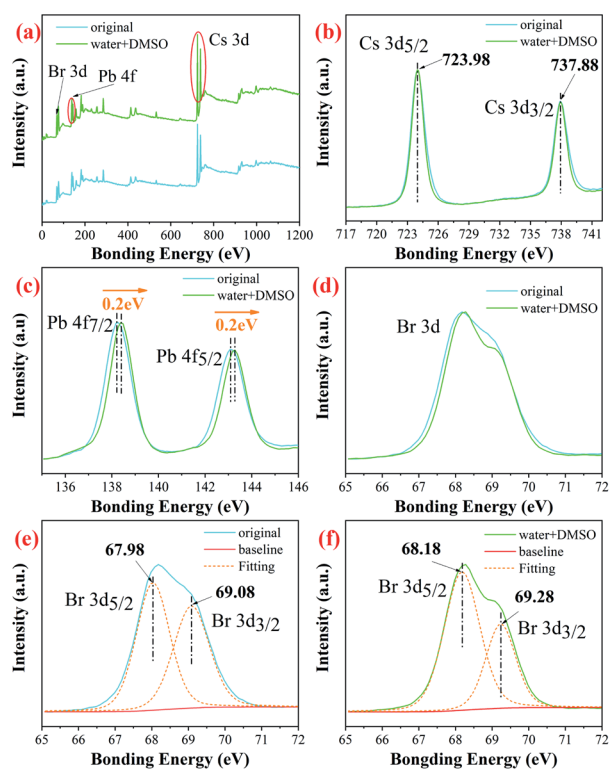 (a)
original
water+DMSO
Cs 3d
Br 3d
Pb 4f
Intensity (a.u.)
0 200 400 600 800 1000 1200
Bonding Energy (eV)
(b)
original
water+DMSO
Cs 3d5/2
723.98
737.88
Cs 3d3/2
Intensity (a.u.)
717 723 729 735 741
Bonding Energy (eV)
(c)
original
water+DMSO
0.2eV
0.2eV
Pb 4f7/2
Pb 4f5/2
Intensity (a.u)
136 138 140 142 144 146
Bonding Energy (eV)
(d)
original
water+DMSO
Br 3d
Intensity (a.u.)
65 66 67 68 69 70 71 72
Bonding Energy (eV)
(e)
original
baseline
Fitting
67.98
69.08
Br 3d5/2
Br 3d3/2
Intensity (a.u.)
65 66 67 68 69 70 71 72
Bonding Energy (eV)
(f)
water+DMSO
baseline
Fitting
68.18
Br 3d5/2
69.28
Br 3d3/2
Intensity (a.u.)
65 66 67 68 69 70 71 72
Bongding Energy (eV)